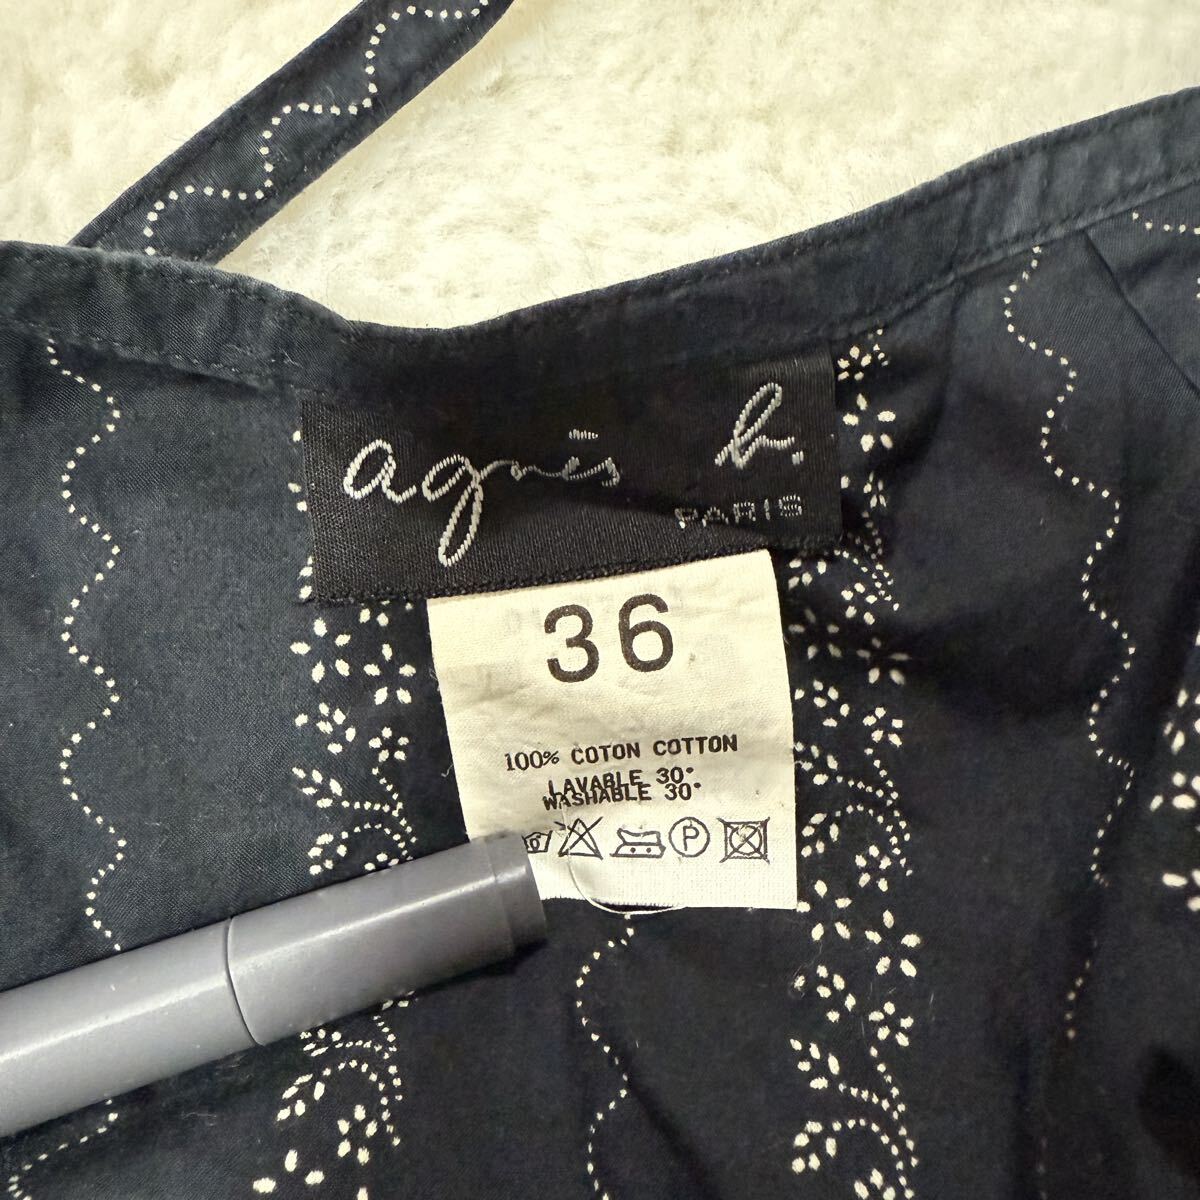 agnès b.
PARIS
36
100% COTON COTTON
LAVABLE 30°
WASHABLE 30°
P